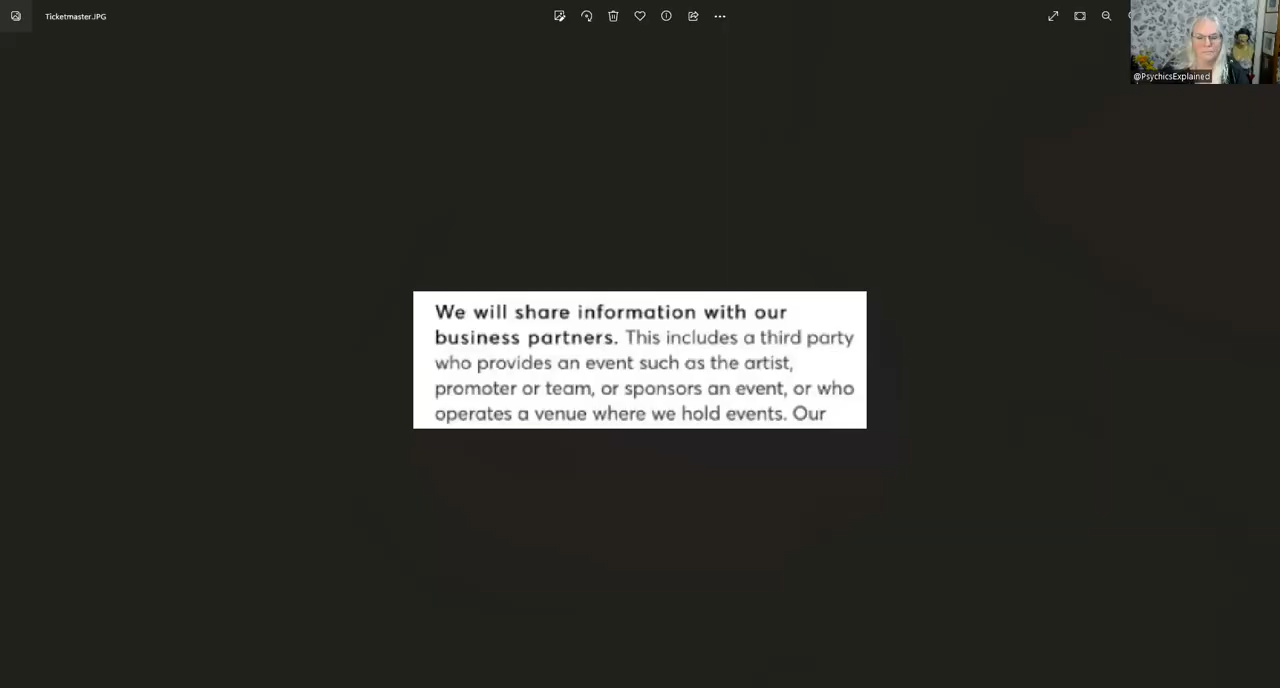 Ticketmaster.JPG
@PsychicsExplained
We will share information with our
business partners. This includes a third party
who provides an event such as the artist,
promoter or team, or sponsors an event, or who
operates a venue where we hold events. Our